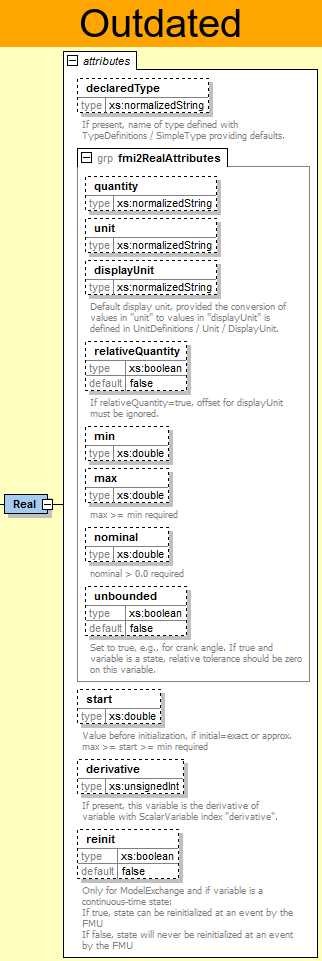 Outdated
attributes
declaredType
type xs:normalizedString
If present, name of type defined with
TypeDefinitions / SimpleType providing defaults.
grp fmi2RealAttributes
quantity
type xs:normalizedString
unit
type xs:normalizedString
displayUnit
type xs:normalizedString
Default display unit, provided the conversion of
values in "unit" to values in "displayUnit" is
defined in UnitDefinitions / Unit / DisplayUnit.
relativeQuantity
type xs:boolean
default false
If relativeQuantity=true, offset for displayUnit
must be ignored.
min
type xs:double
max
type xs:double
max >= min required
nominal
type xs:double
nominal > 0.0 required
unbounded
type xs:boolean
default false
Set to true, e.g., for crank angle. If true and
variable is a state, relative tolerance should be zero
on this variable.
Real
start
type xs:double
Value before initialization, if initial=exact or approx.
max >= start >= min required
derivative
type xs:unsignedInt
If present, this variable is the derivative of
variable with ScalarVariable index "derivative".
reinit
type xs:boolean
default false
Only for ModelExchange and if variable is a
continuous-time state:
If true, state can be reinitialized at an event by the
FMU
If false, state will never be reinitialized at an event
by the FMU